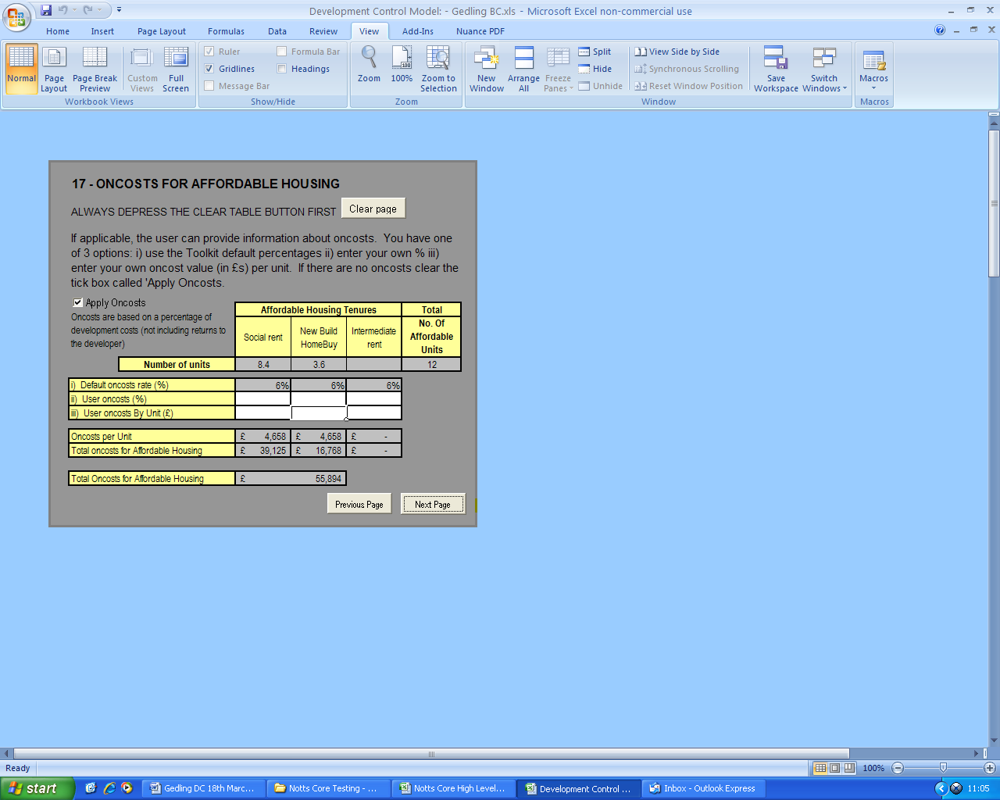 Development Control Model: - Gedling BC.xls - Microsoft Excel non-commercial use
Home Insert Page Layout Formulas Data Review View Add-Ins Nuance PDF
Normal Page Layout Page Break Preview Custom Views Full Screen
Workbook Views
Ruler Formula Bar
Gridlines Headings
Message Bar
Show/Hide
Zoom 100% Zoom to Selection
Zoom
New Window Arrange All Freeze Panes
Split
Hide
Unhide
View Side by Side
Synchronous Scrolling
Reset Window Position
Save Workspace Switch Windows
Window
Macros
Macros
17 - ONCOSTS FOR AFFORDABLE HOUSING
ALWAYS DEPRESS THE CLEAR TABLE BUTTON FIRST Clear page
If applicable, the user can provide information about oncosts. You have one
of 3 options: i) use the Toolkit default percentages ii) enter your own % iii)
enter your own oncost value (in £s) per unit. If there are no oncosts clear the
tick box called 'Apply Oncosts.
Apply Oncosts
Oncosts are based on a percentage of
development costs (not including returns to
the developer)
Affordable Housing Tenures Total
Social rent New Build HomeBuy Intermediate rent No. Of Affordable Units
Number of units 8.4 3.6 12
i) Default oncosts rate (%) 6% 6% 6%
ii) User oncosts (%)
iii) User oncosts By Unit (£)
Oncosts per Unit £ 4,658 £ 4,658 £ -
Total oncosts for Affordable Housing £ 39,125 £ 16,768 £ -
Total Oncosts for Affordable Housing £ 55,894
Previous Page Next Page
Ready 100%
start Gedling DC 18th Marc... Notts Core Testing - ... Notts Core High Level... Development Control ... Inbox - Outlook Express 11:05